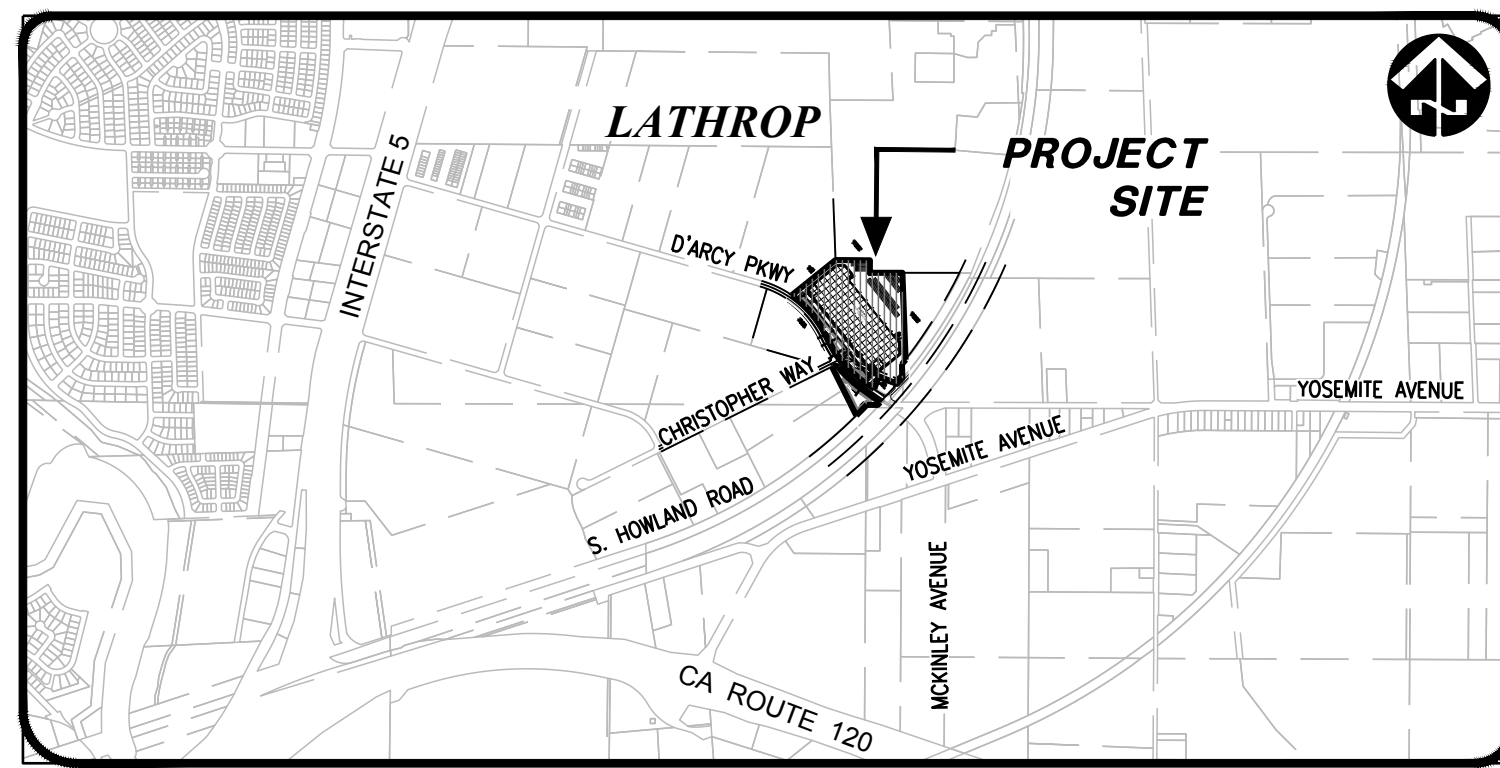 LATHROP
PROJECT
SITE
INTERSTATE 5
D'ARCY PKWY
CHRISTOPHER WAY
YOSEMITE AVENUE
YOSEMITE AVENUE
S. HOWLAND ROAD
MCKINLEY AVENUE
CA ROUTE 120